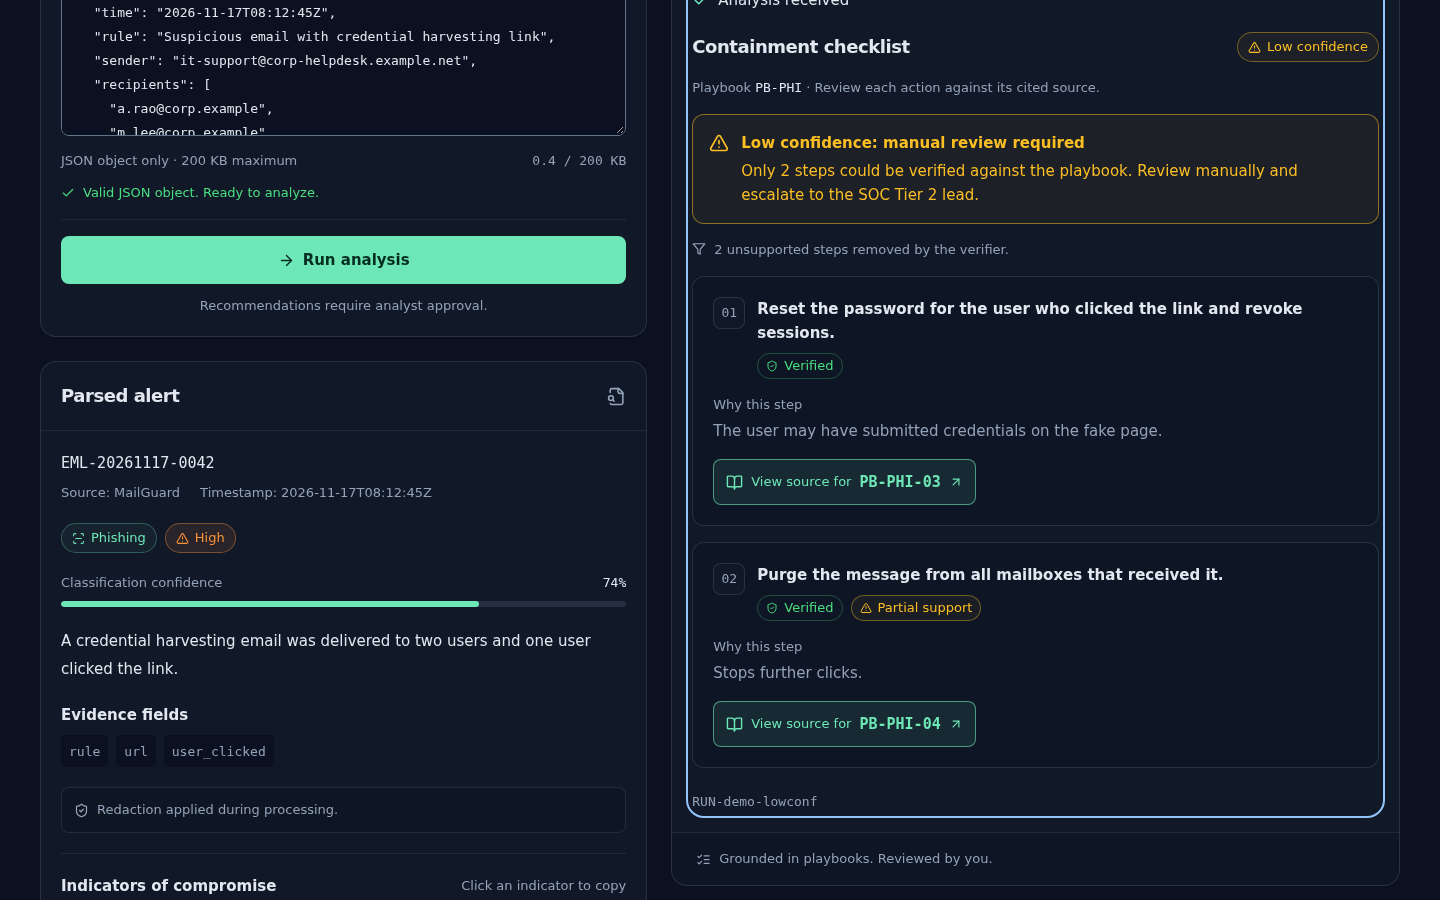 "time": "2026-11-17T08:12:45Z",
"rule": "Suspicious email with credential harvesting link",
"sender": "it-support@corp-helpdesk.example.net",
"recipients": [
"a.rao@corp.example",
"m.lee@corp.example"
JSON object only · 200 KB maximum
0.4 / 200 KB
Valid JSON object. Ready to analyze.
Run analysis
Recommendations require analyst approval.
Parsed alert
EML-20261117-0042
Source: MailGuard Timestamp: 2026-11-17T08:12:45Z
Phishing
High
Classification confidence
74%
A credential harvesting email was delivered to two users and one user
clicked the link.
Evidence fields
rule url user_clicked
Redaction applied during processing.
Indicators of compromise
Click an indicator to copy
Analysis received
Containment checklist
Low confidence
Playbook PB-PHI · Review each action against its cited source.
Low confidence: manual review required
Only 2 steps could be verified against the playbook. Review manually and
escalate to the SOC Tier 2 lead.
2 unsupported steps removed by the verifier.
01
Reset the password for the user who clicked the link and revoke
sessions.
Verified
Why this step
The user may have submitted credentials on the fake page.
View source for PB-PHI-03
02
Purge the message from all mailboxes that received it.
Verified
Partial support
Why this step
Stops further clicks.
View source for PB-PHI-04
RUN-demo-lowconf
Grounded in playbooks. Reviewed by you.